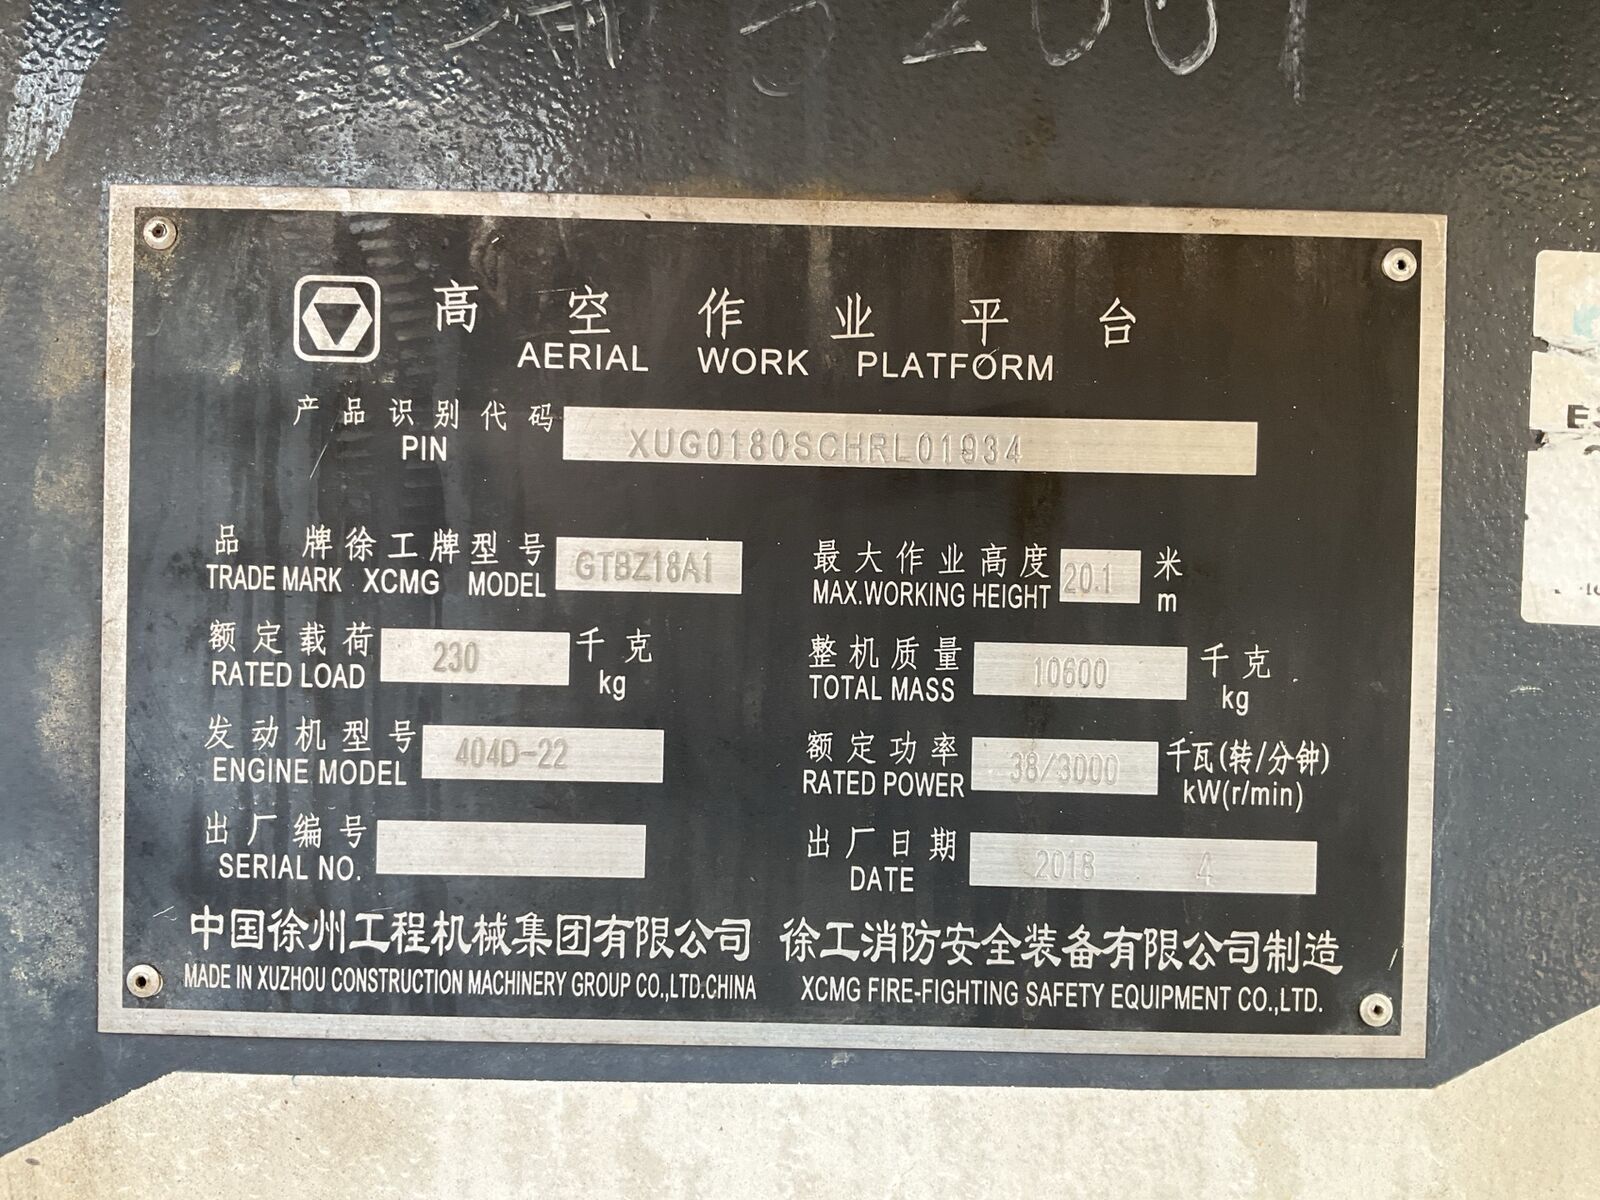 高空作业平台
AERIAL WORK PLATFORM
产品识别代码
PIN XUG0180SCHRL01934
品 牌 徐工牌 型号 GTBZ18A1
TRADE MARK XCMG MODEL
最大作业高度 20.1 米
MAX.WORKING HEIGHT m
额定载荷 230 千克
RATED LOAD kg
整机质量 10600 千克
TOTAL MASS kg
发动机型号 404D-22
ENGINE MODEL
额定功率 38/3000 千瓦(转/分钟)
RATED POWER kW(r/min)
出厂编号
SERIAL NO.
出厂日期 2018 4
DATE
中国徐州工程机械集团有限公司 徐工消防安全装备有限公司制造
MADE IN XUZHOU CONSTRUCTION MACHINERY GROUP CO.,LTD.CHINA XCMG FIRE-FIGHTING SAFETY EQUIPMENT CO.,LTD.